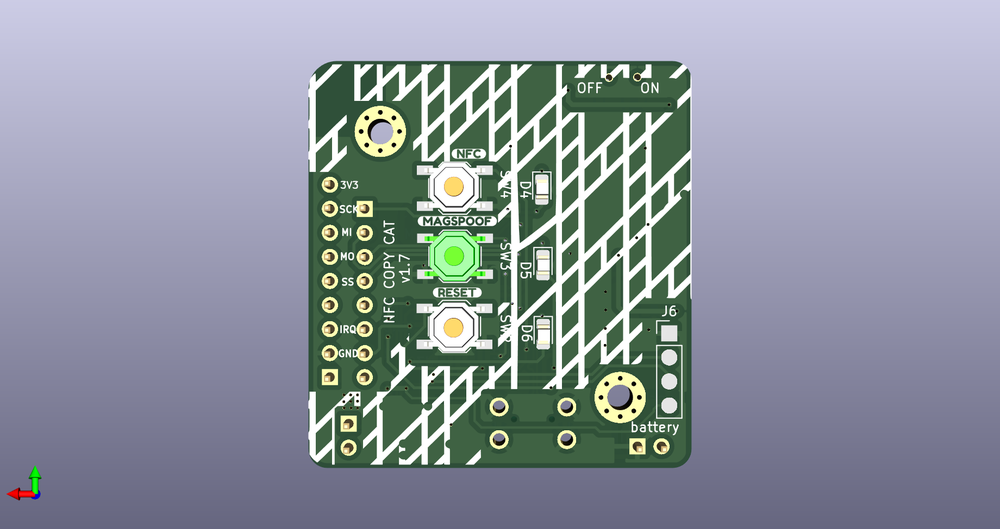 OFF ON
NFC
3V3
SW4
D4
SCK
MAGSPOOF
MI
NFC COPY CAT
v1.7
MO
SW3
D5
SS
RESET
J6
IRQ
D6
GND
battery